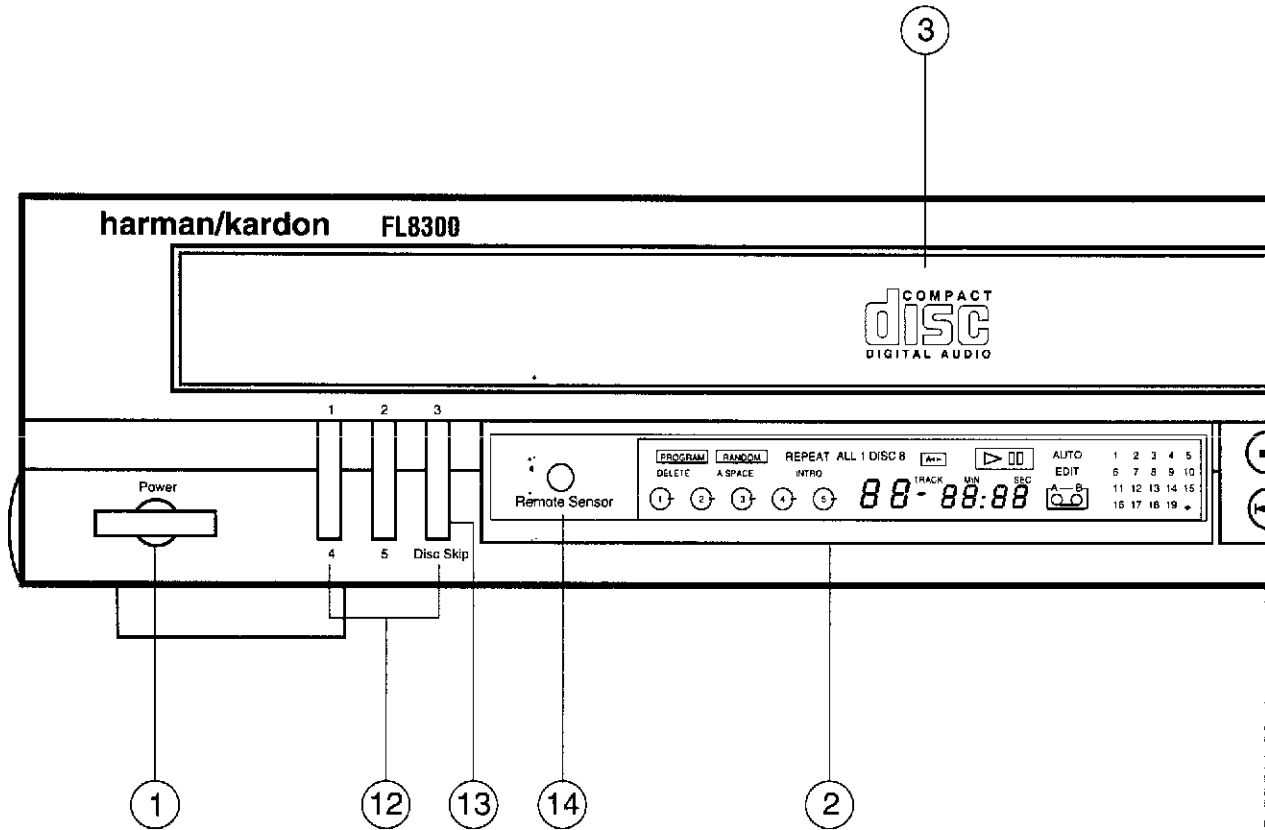 3
harman/kardon FL8300
COMPACT
disc
DIGITAL AUDIO
1 2 3
Power
4 5 Disc Skip
Remote Sensor
PROGRAM RANDOM REPEAT ALL 1 DISC 8
DELETE A.SPACE INTRO
1 2 3 4 5
TRACK MIN SEC
88-88:88
AUTO
EDIT
A—B
1 2 3 4 5
6 7 8 9 10
11 12 13 14 15
16 17 18 19
1 12 13 14 2